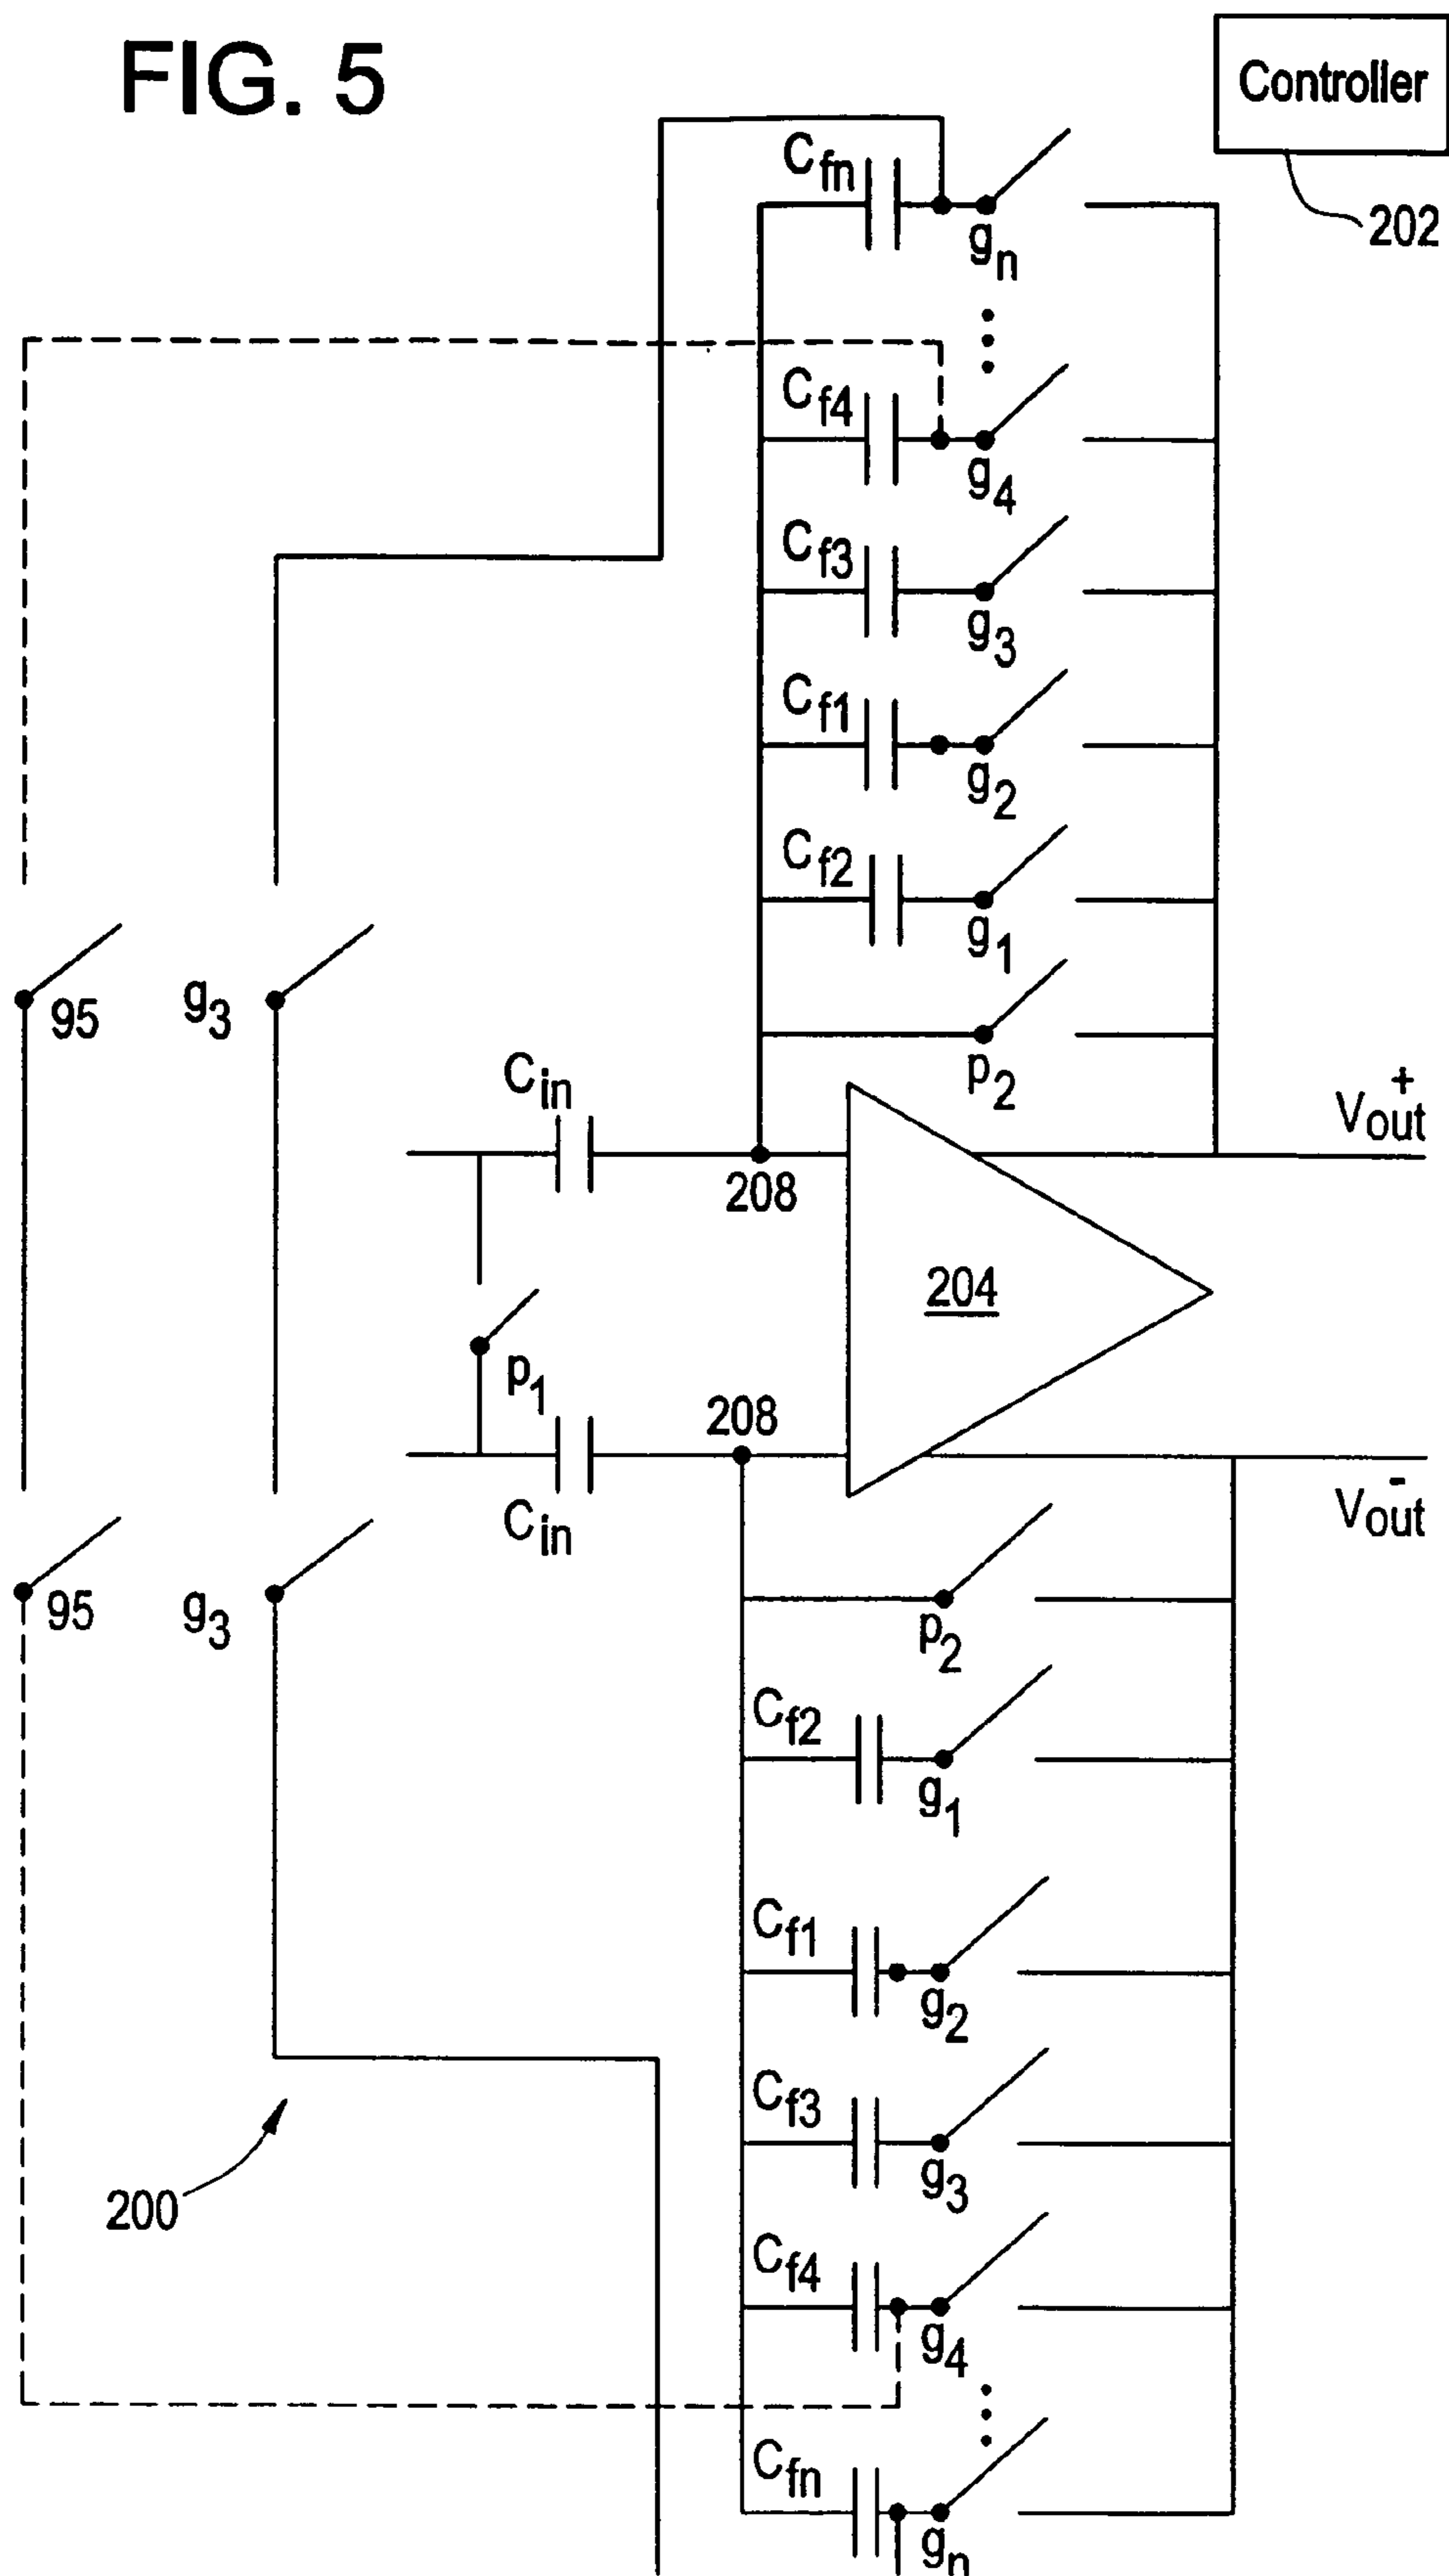 FIG. 5
Controller
202
Cfn
gn
Cf4
g4
Cf3
g3
Cf1
g2
Cf2
g1
95
g3
p2
Cin
Vout+
208
204
p1
208
Cin
Vout-
95
g3
p2
Cf2
g1
Cf1
g2
Cf3
g3
200
Cf4
g4
Cfn
gn